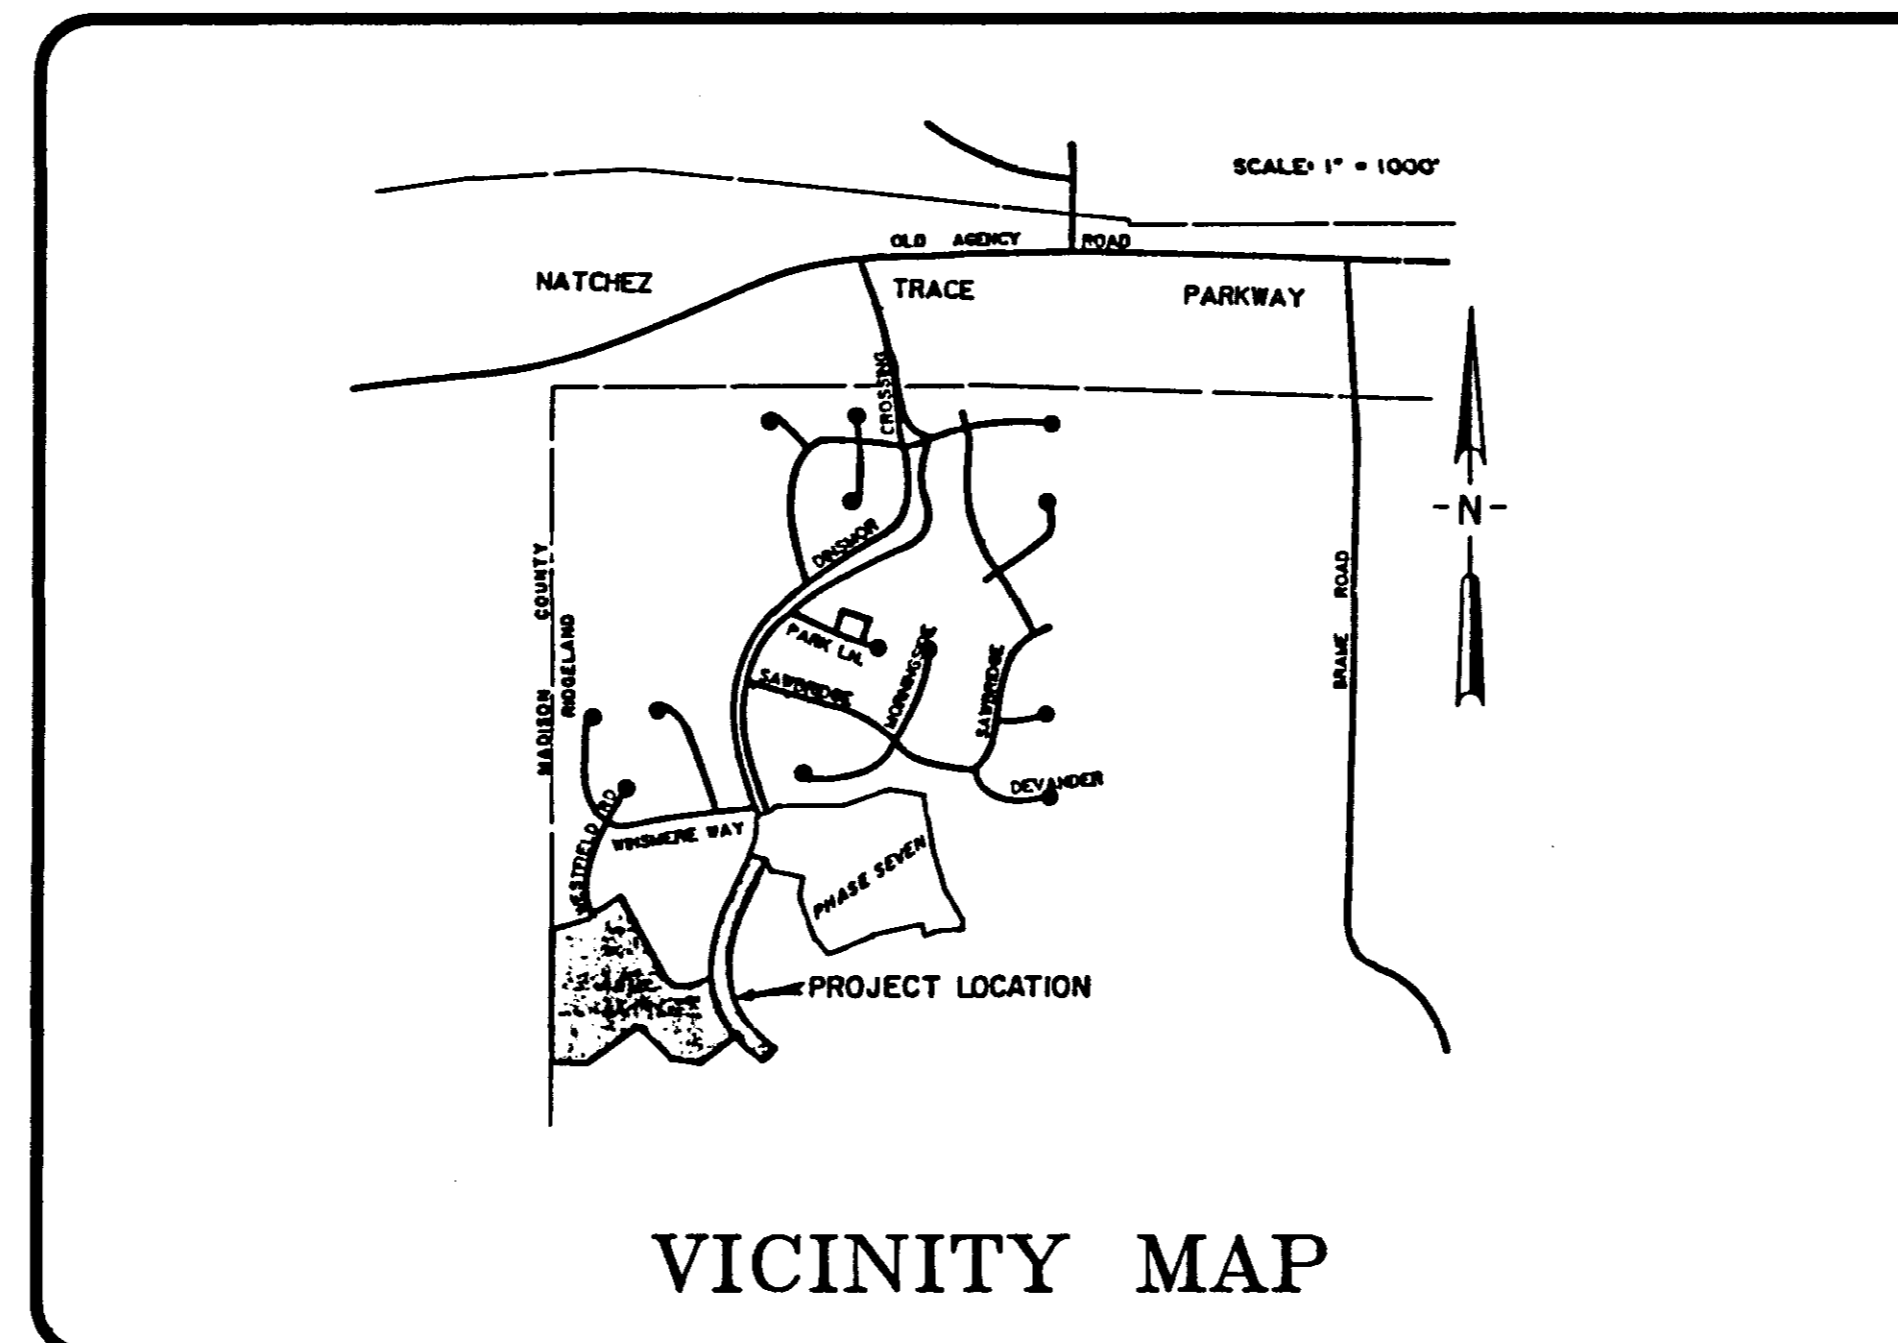 SCALE: 1" = 1000'
OLD AGENCY ROAD
NATCHEZ TRACE PARKWAY
CROSSING
-N-
DINSMOR
MADISON COUNTY
RIDGELAND
BRAME ROAD
PARK LN.
MORNINGSIDE
SAWBRIDGE
SAWBRIDGE
DEVANDER
WESTFIELD RD
WINSMERE WAY
PHASE SEVEN
PROJECT LOCATION
VICINITY MAP